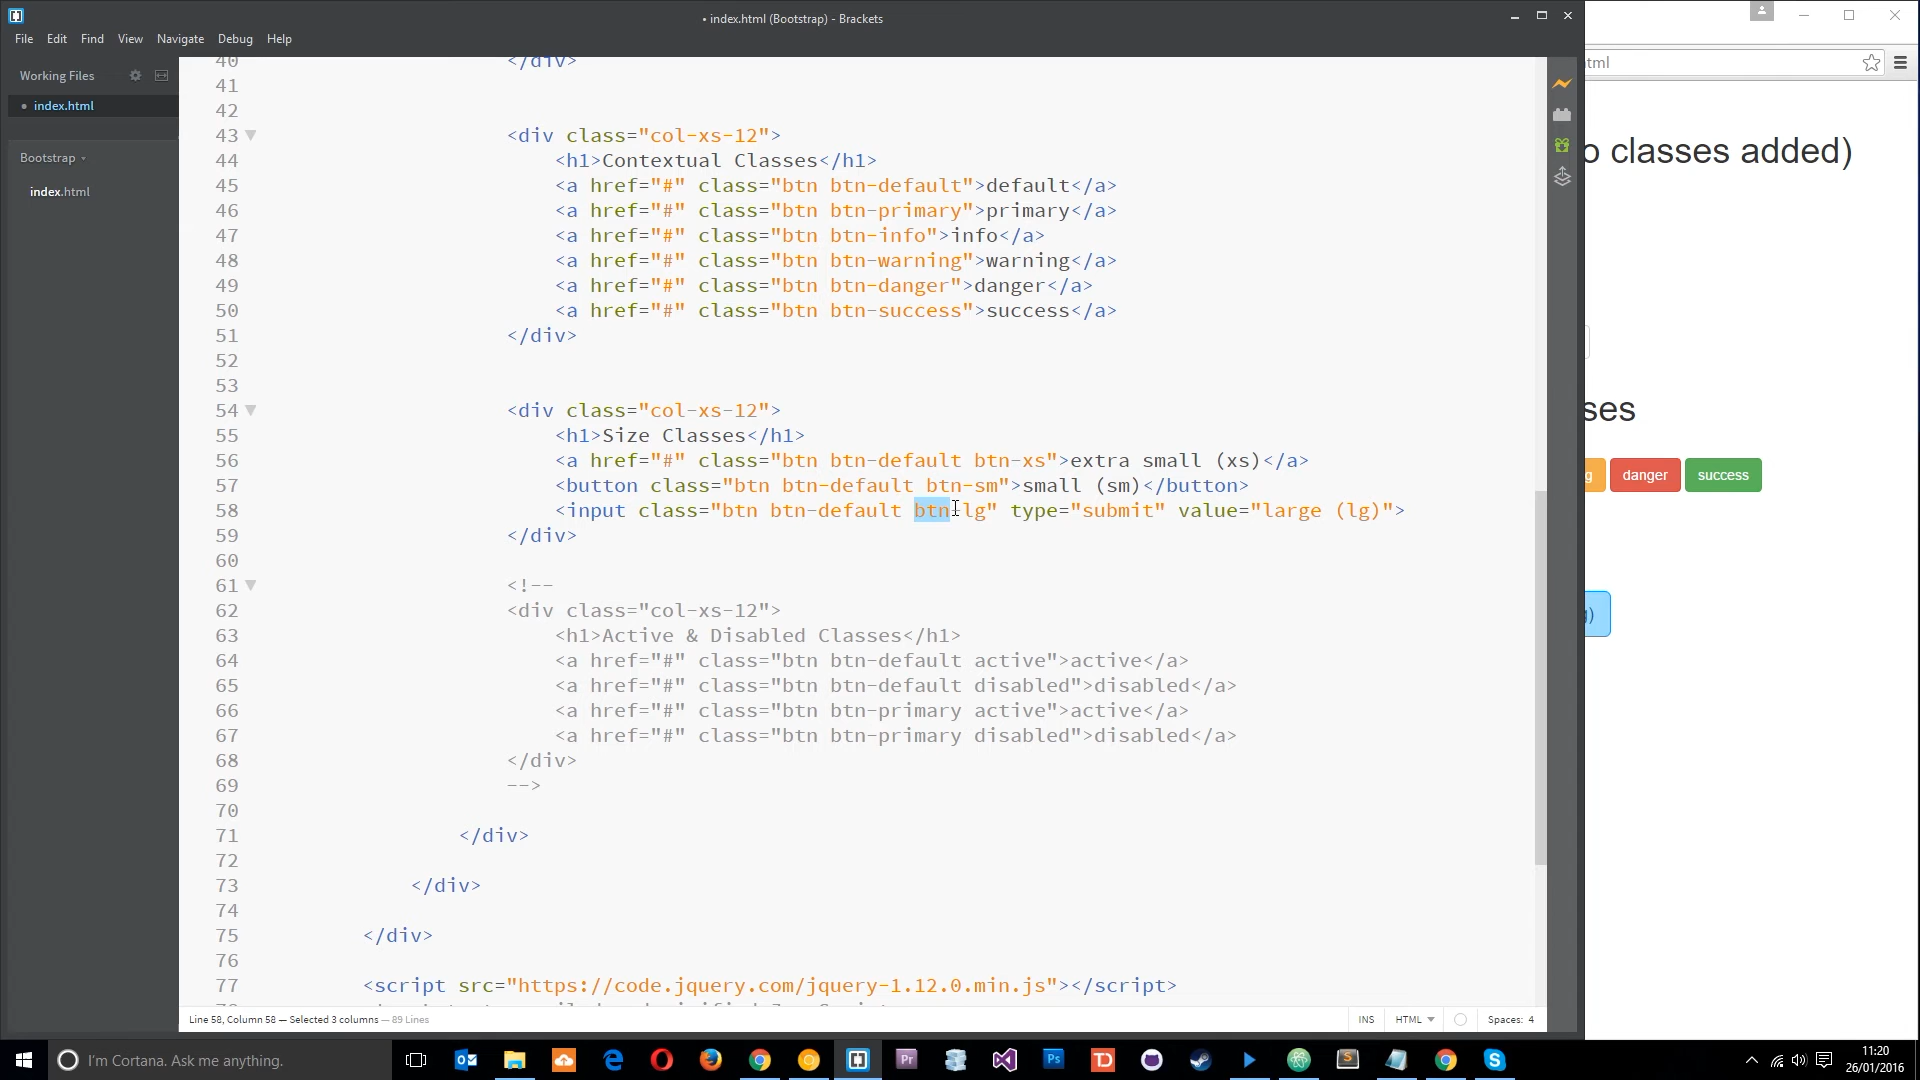 • index.html (Bootstrap) - Brackets
File Edit Find View Navigate Debug Help
Working Files
• index.html
Bootstrap
index.html
40 </div>
41
42
43 <div class="col-xs-12">
44 <h1>Contextual Classes</h1>
45 <a href="#" class="btn btn-default">default</a>
46 <a href="#" class="btn btn-primary">primary</a>
47 <a href="#" class="btn btn-info">info</a>
48 <a href="#" class="btn btn-warning">warning</a>
49 <a href="#" class="btn btn-danger">danger</a>
50 <a href="#" class="btn btn-success">success</a>
51 </div>
52
53
54 <div class="col-xs-12">
55 <h1>Size Classes</h1>
56 <a href="#" class="btn btn-default btn-xs">extra small (xs)</a>
57 <button class="btn btn-default btn-sm">small (sm)</button>
58 <input class="btn btn-default btn-lg" type="submit" value="large (lg)">
59 </div>
60
61 <!--
62 <div class="col-xs-12">
63 <h1>Active & Disabled Classes</h1>
64 <a href="#" class="btn btn-default active">active</a>
65 <a href="#" class="btn btn-default disabled">disabled</a>
66 <a href="#" class="btn btn-primary active">active</a>
67 <a href="#" class="btn btn-primary disabled">disabled</a>
68 </div>
69 -->
70
71 </div>
72
73 </div>
74
75 </div>
76
77 <script src="https://code.jquery.com/jquery-1.12.0.min.js"></script>
Line 58, Column 58 — Selected 3 columns — 89 Lines
INS HTML Spaces: 4
tml
o classes added)
ses
g danger success
)
I'm Cortana. Ask me anything.
11:20
26/01/2016